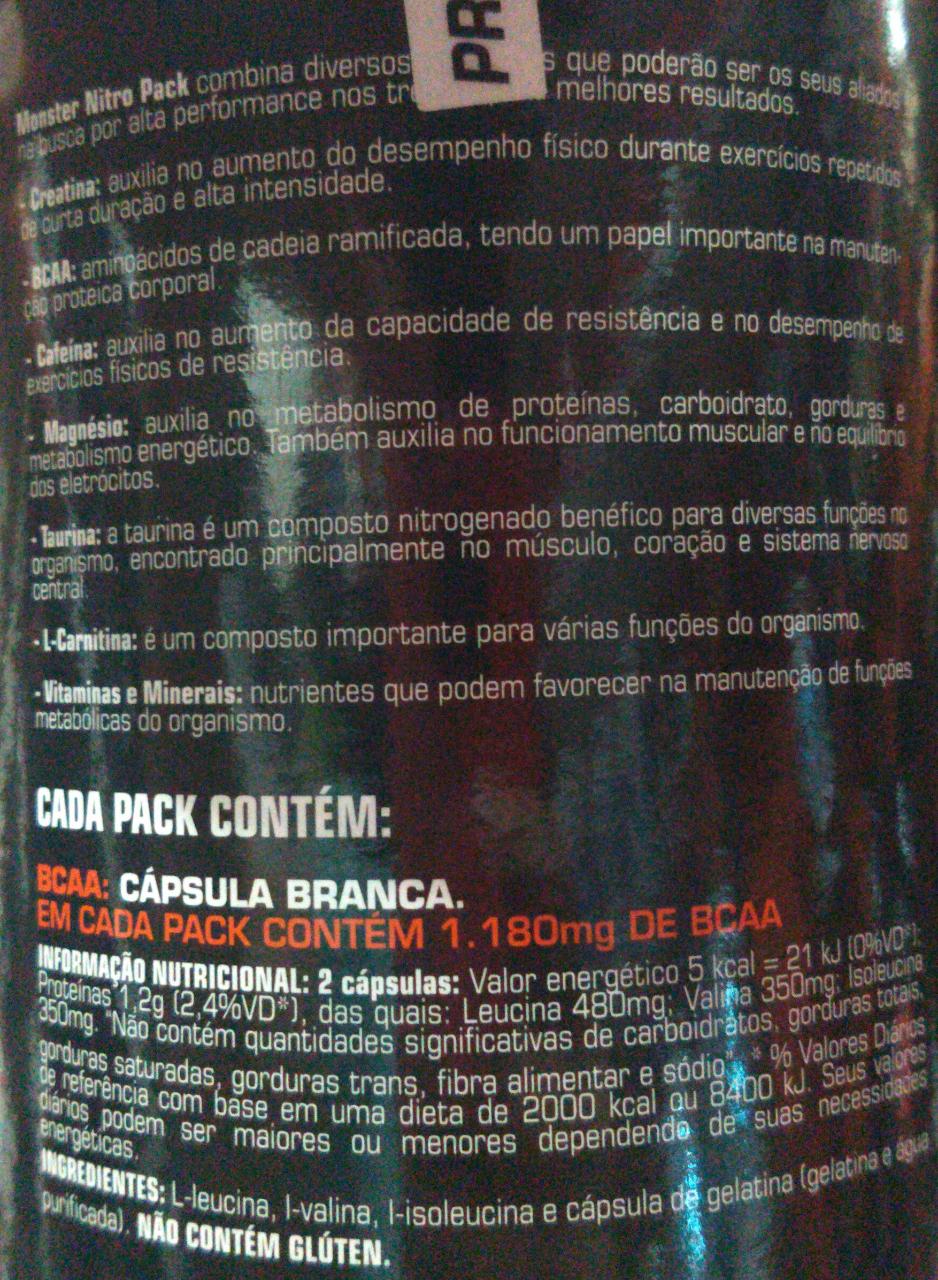 PR
Monster Nitro Pack combina diversos s que poderão ser os seus aliados
na busca por alta performance nos tr melhores resultados.
- Creatina: auxilia no aumento do desempenho físico durante exercícios repetidos
de curta duração e alta intensidade.
- BCAA: aminoácidos de cadeia ramificada, tendo um papel importante na manuten-
ção proteica corporal.
- Cafeína: auxilia no aumento da capacidade de resistência e no desempenho de
exercícios físicos de resistência.
- Magnésio: auxilia no metabolismo de proteínas, carboidrato, gorduras e
metabolismo energético. Também auxilia no funcionamento muscular e no equilíbrio
dos eletrócitos.
- Taurina: a taurina é um composto nitrogenado benéfico para diversas funções no
organismo, encontrado principalmente no músculo, coração e sistema nervoso
central.
- L-Carnitina: é um composto importante para várias funções do organismo.
- Vitaminas e Minerais: nutrientes que podem favorecer na manutenção de funções
metabólicas do organismo.
CADA PACK CONTÉM:
BCAA: CÁPSULA BRANCA.
EM CADA PACK CONTÉM 1.180mg DE BCAA
INFORMAÇÃO NUTRICIONAL: 2 cápsulas: Valor energético 5 kcal = 21 kJ (0%VD*);
Proteínas 1,2g (2,4%VD*), das quais: Leucina 480mg; Valina 350mg; Isoleucina
350mg. "Não contém quantidades significativas de carboidratos, gorduras totais,
gorduras saturadas, gorduras trans, fibra alimentar e sódio". * % Valores Diários
de referência com base em uma dieta de 2000 kcal ou 8400 kJ. Seus valores
diários podem ser maiores ou menores dependendo de suas necessidades
energéticas.
INGREDIENTES: L-leucina, l-valina, l-isoleucina e cápsula de gelatina (gelatina e água
purificada). NÃO CONTÉM GLÚTEN.